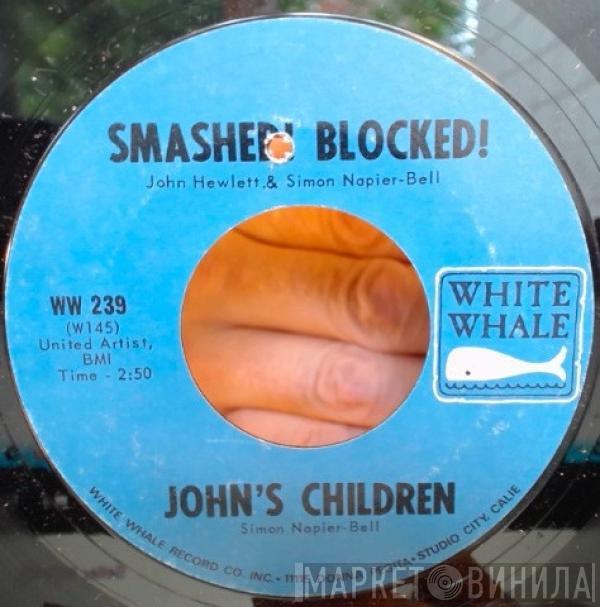 SMASHED! BLOCKED!
John Hewlett & Simon Napier-Bell
WW 239
(W145)
United Artist,
BMI
Time - 2:50
WHITE
WHALE
JOHN'S CHILDREN
Simon Napier-Bell
WHITE WHALE RECORD CO. INC. • STUDIO CITY, CALIF
МАРКЕТ ВИНИЛА